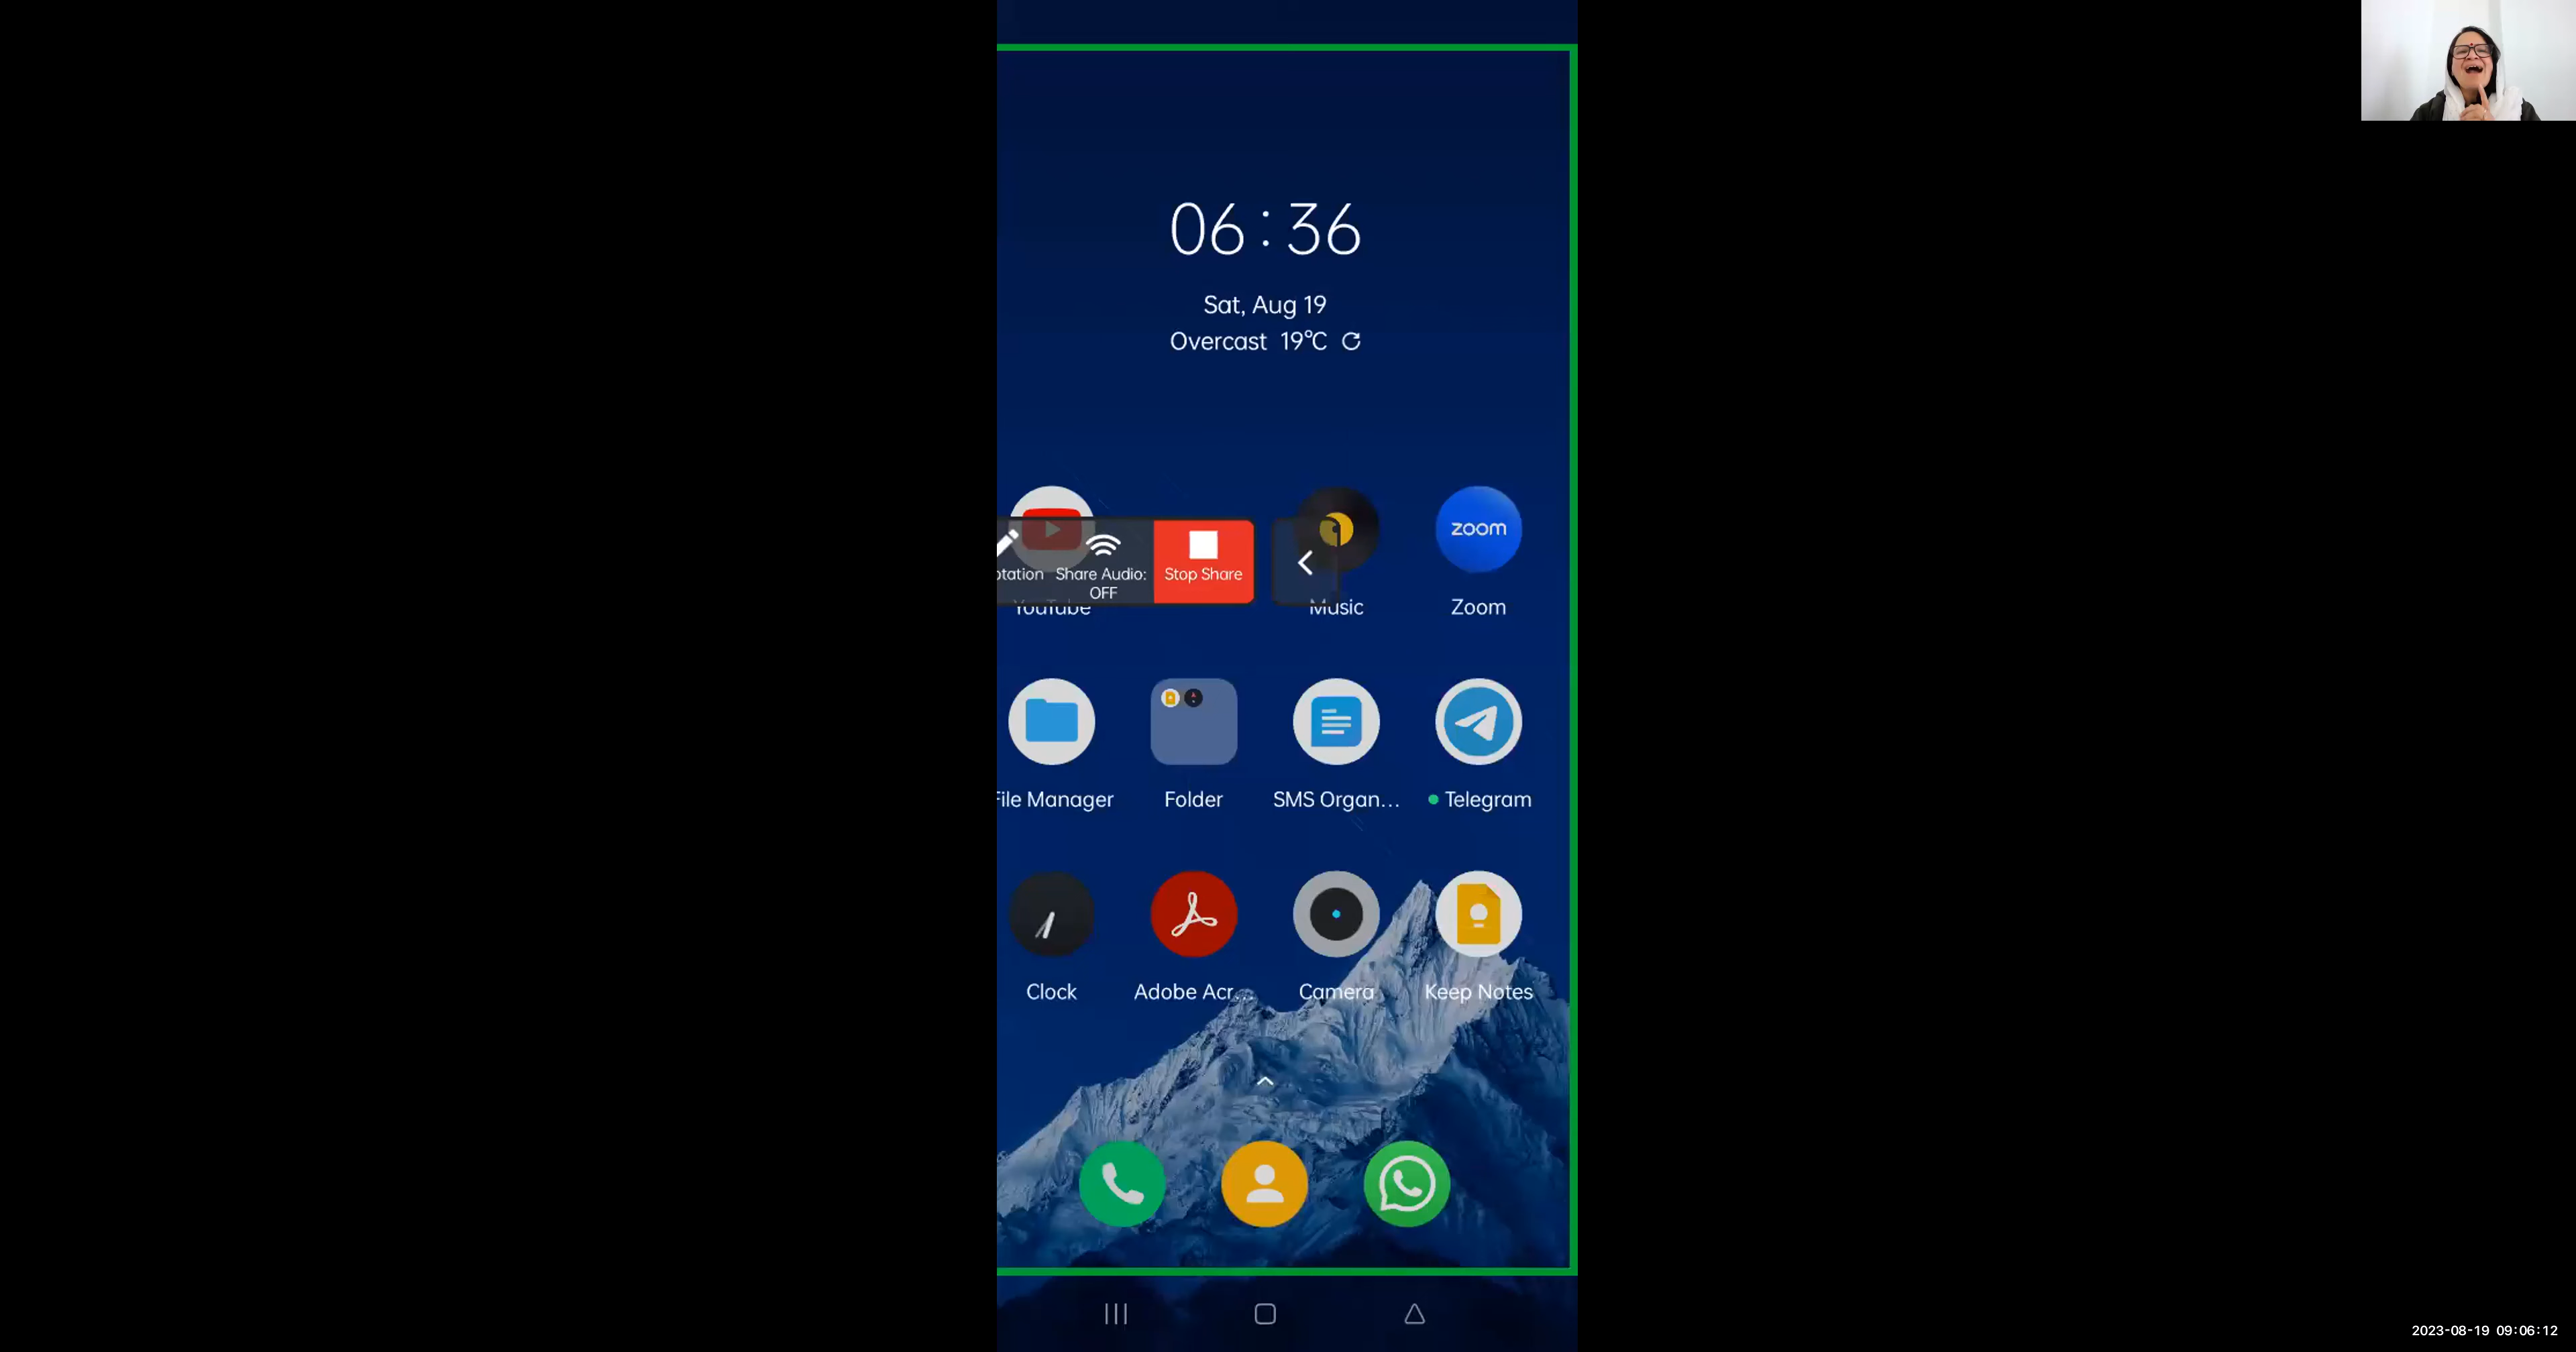 06:36
Sat, Aug 19
Overcast 19°C
zoom
Share Audio: OFF
Stop Share
YouTube
Music
Zoom
File Manager
Folder
SMS Organ...
Telegram
Clock
Adobe Acr...
Camera
Keep Notes
2023-08-19 09:06:12